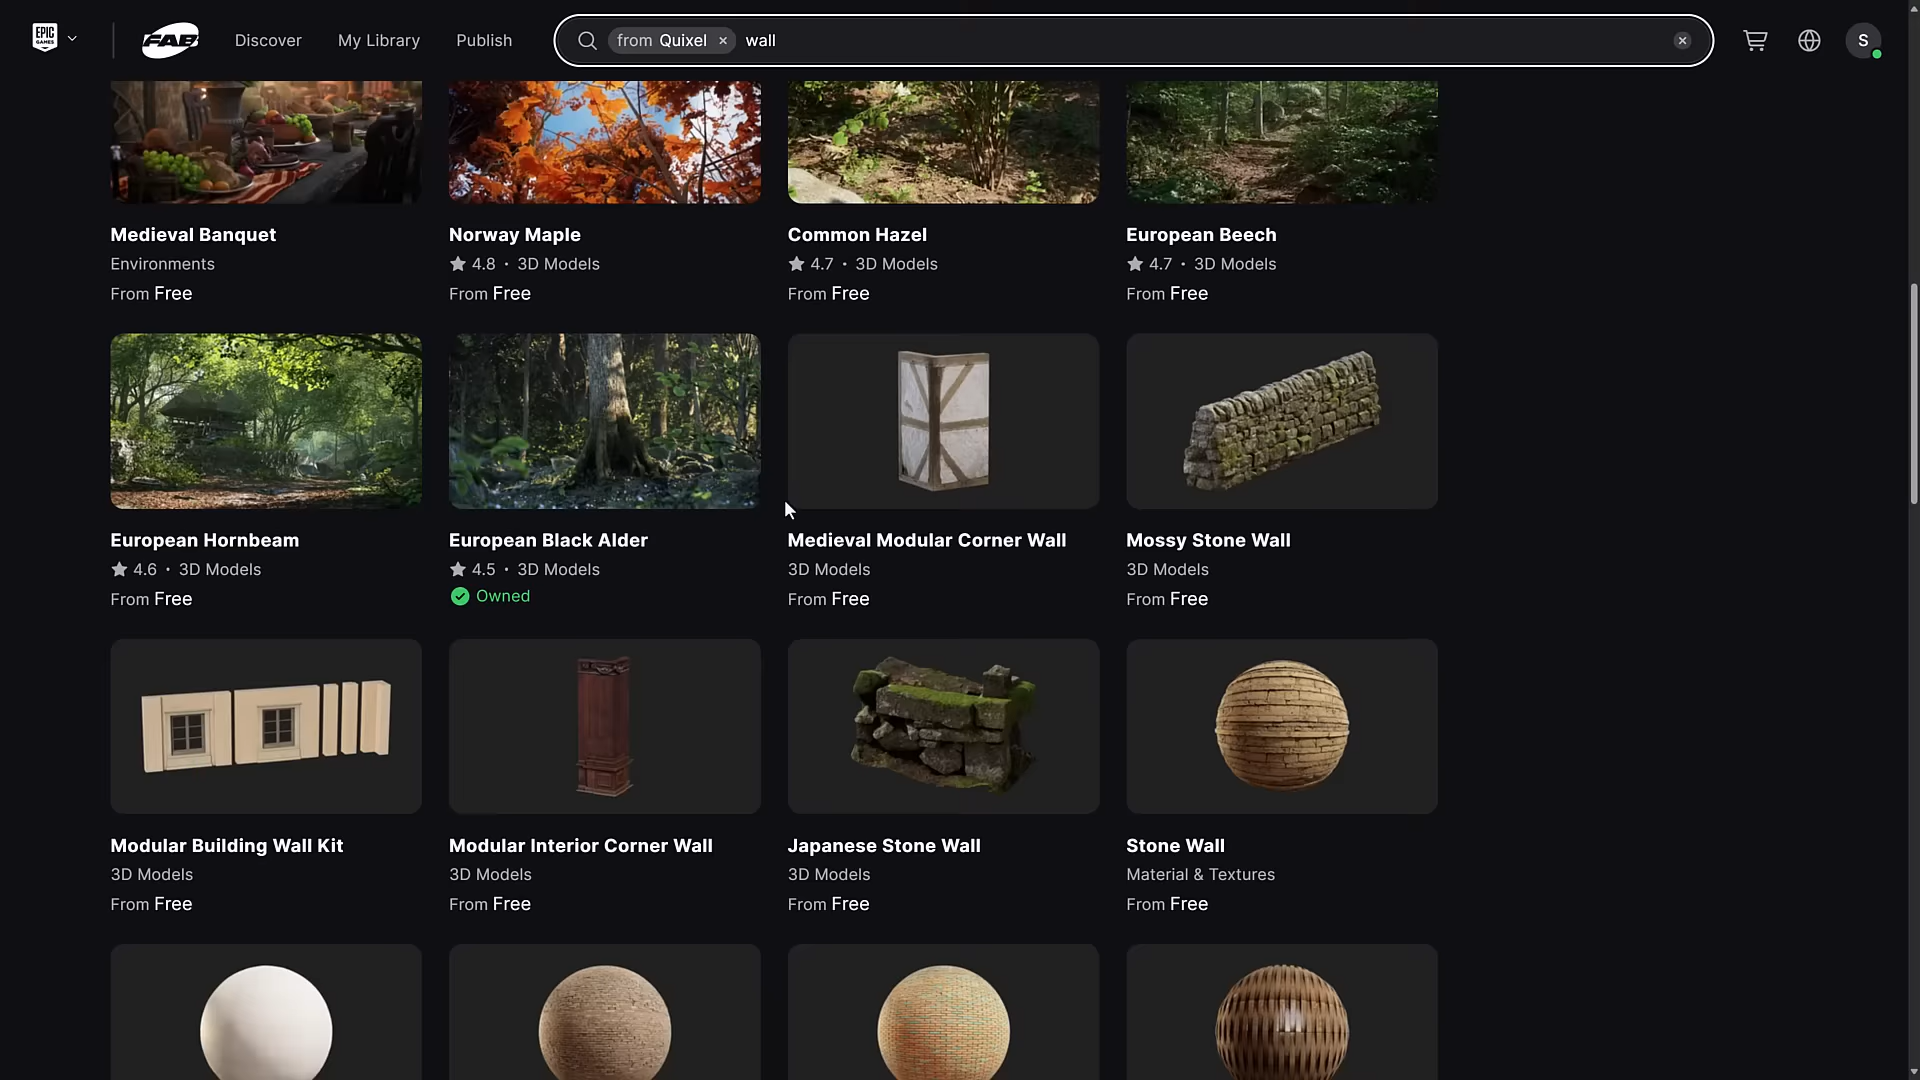 EPIC GAMES
FAB
Discover
My Library
Publish
from Quixel
wall
S
Medieval Banquet
Environments
From Free
Norway Maple
4.8 · 3D Models
From Free
Common Hazel
4.7 · 3D Models
From Free
European Beech
4.7 · 3D Models
From Free
European Hornbeam
4.6 · 3D Models
From Free
European Black Alder
4.5 · 3D Models
Owned
Medieval Modular Corner Wall
3D Models
From Free
Mossy Stone Wall
3D Models
From Free
Modular Building Wall Kit
3D Models
From Free
Modular Interior Corner Wall
3D Models
From Free
Japanese Stone Wall
3D Models
From Free
Stone Wall
Material & Textures
From Free